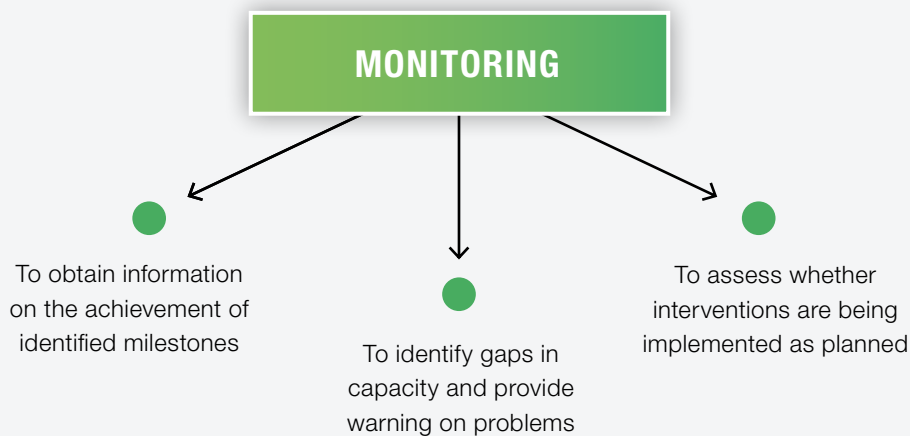 MONITORING
To obtain information
on the achievement of
identified milestones
To identify gaps in
capacity and provide
warning on problems
To assess whether
interventions are being
implemented as planned